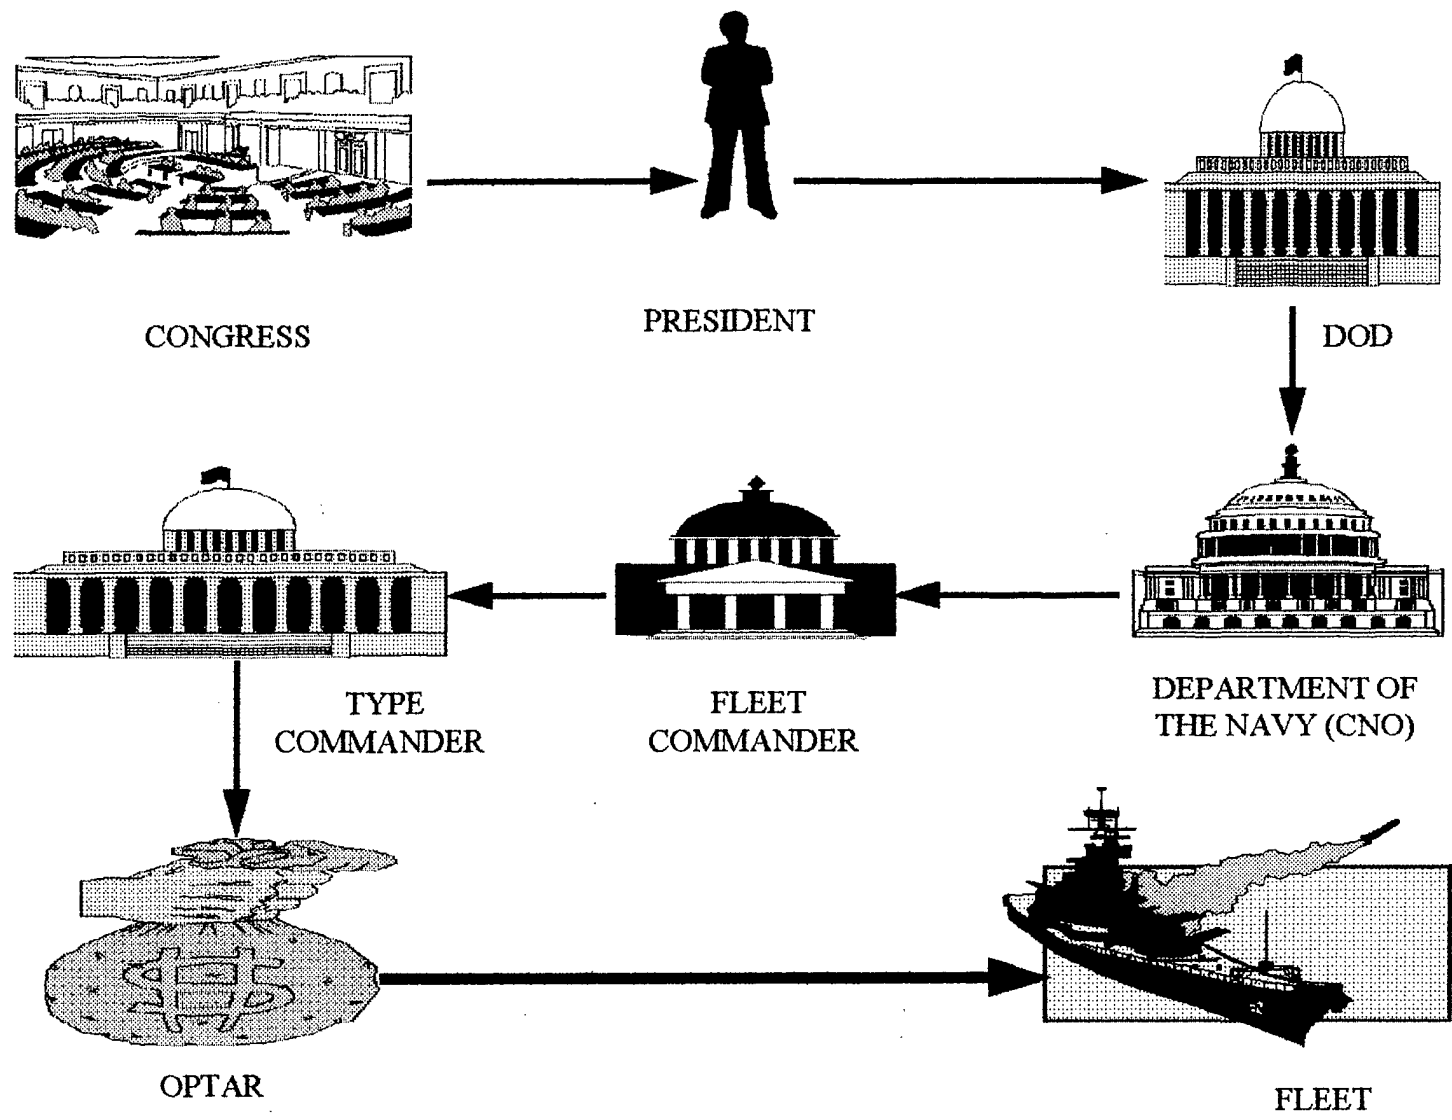 CONGRESS
PRESIDENT
DOD
TYPE
COMMANDER
FLEET
COMMANDER
DEPARTMENT OF
THE NAVY (CNO)
OPTAR
FLEET